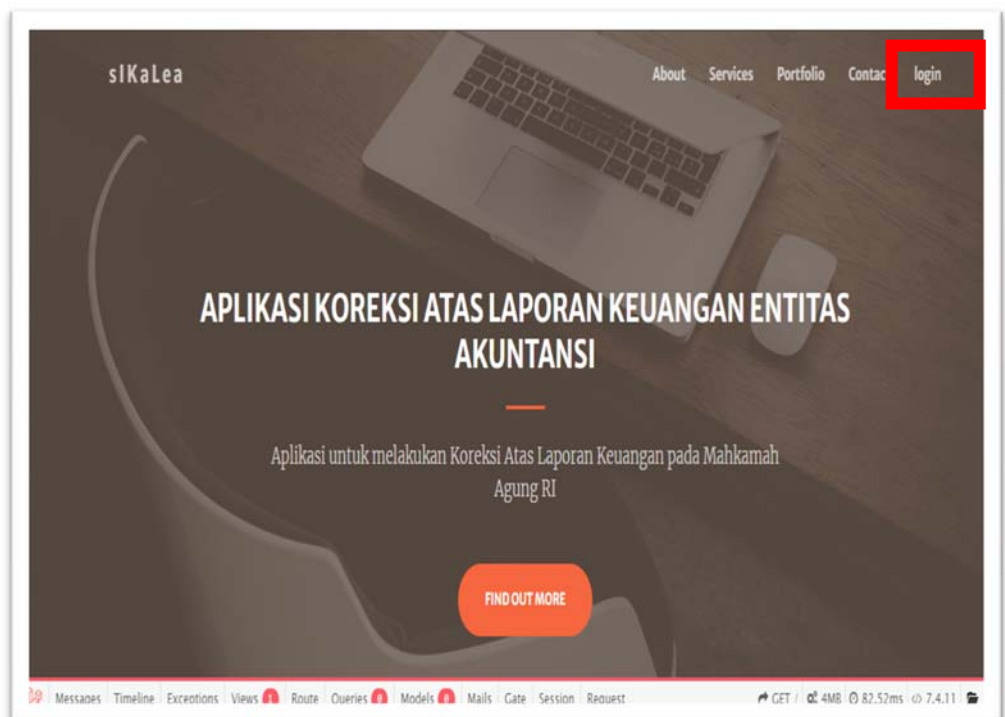 sIKaLea
About Services Portfolio Contac login
APLIKASI KOREKSI ATAS LAPORAN KEUANGAN ENTITAS
AKUNTANSI
Aplikasi untuk melakukan Koreksi Atas Laporan Keuangan pada Mahkamah
Agung RI
FIND OUT MORE
Messages Timeline Exceptions Views 1 Route Queries 0 Models 0 Mails Gate Session Request GET / 4MB 82.52ms 7.4.11